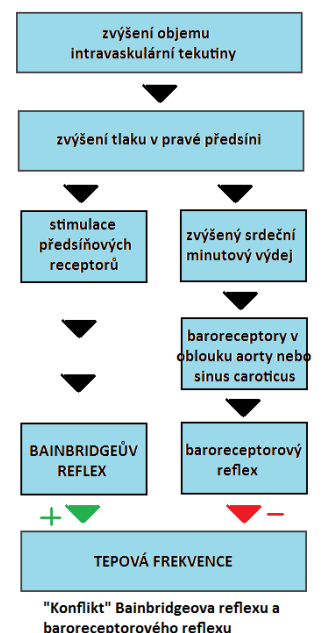 zvýšení objemu
intravaskulární tekutiny
zvýšení tlaku v pravé předsíni
stimulace
předsíňových
receptorů
zvýšený srdeční
minutový výdej
baroreceptory v
oblouku aorty nebo
sinus caroticus
BAINBRIDGEŮV
REFLEX
baroreceptorový
reflex
+
−
TEPOVÁ FREKVENCE
"Konflikt" Bainbridgeova reflexu a
baroreceptorového reflexu